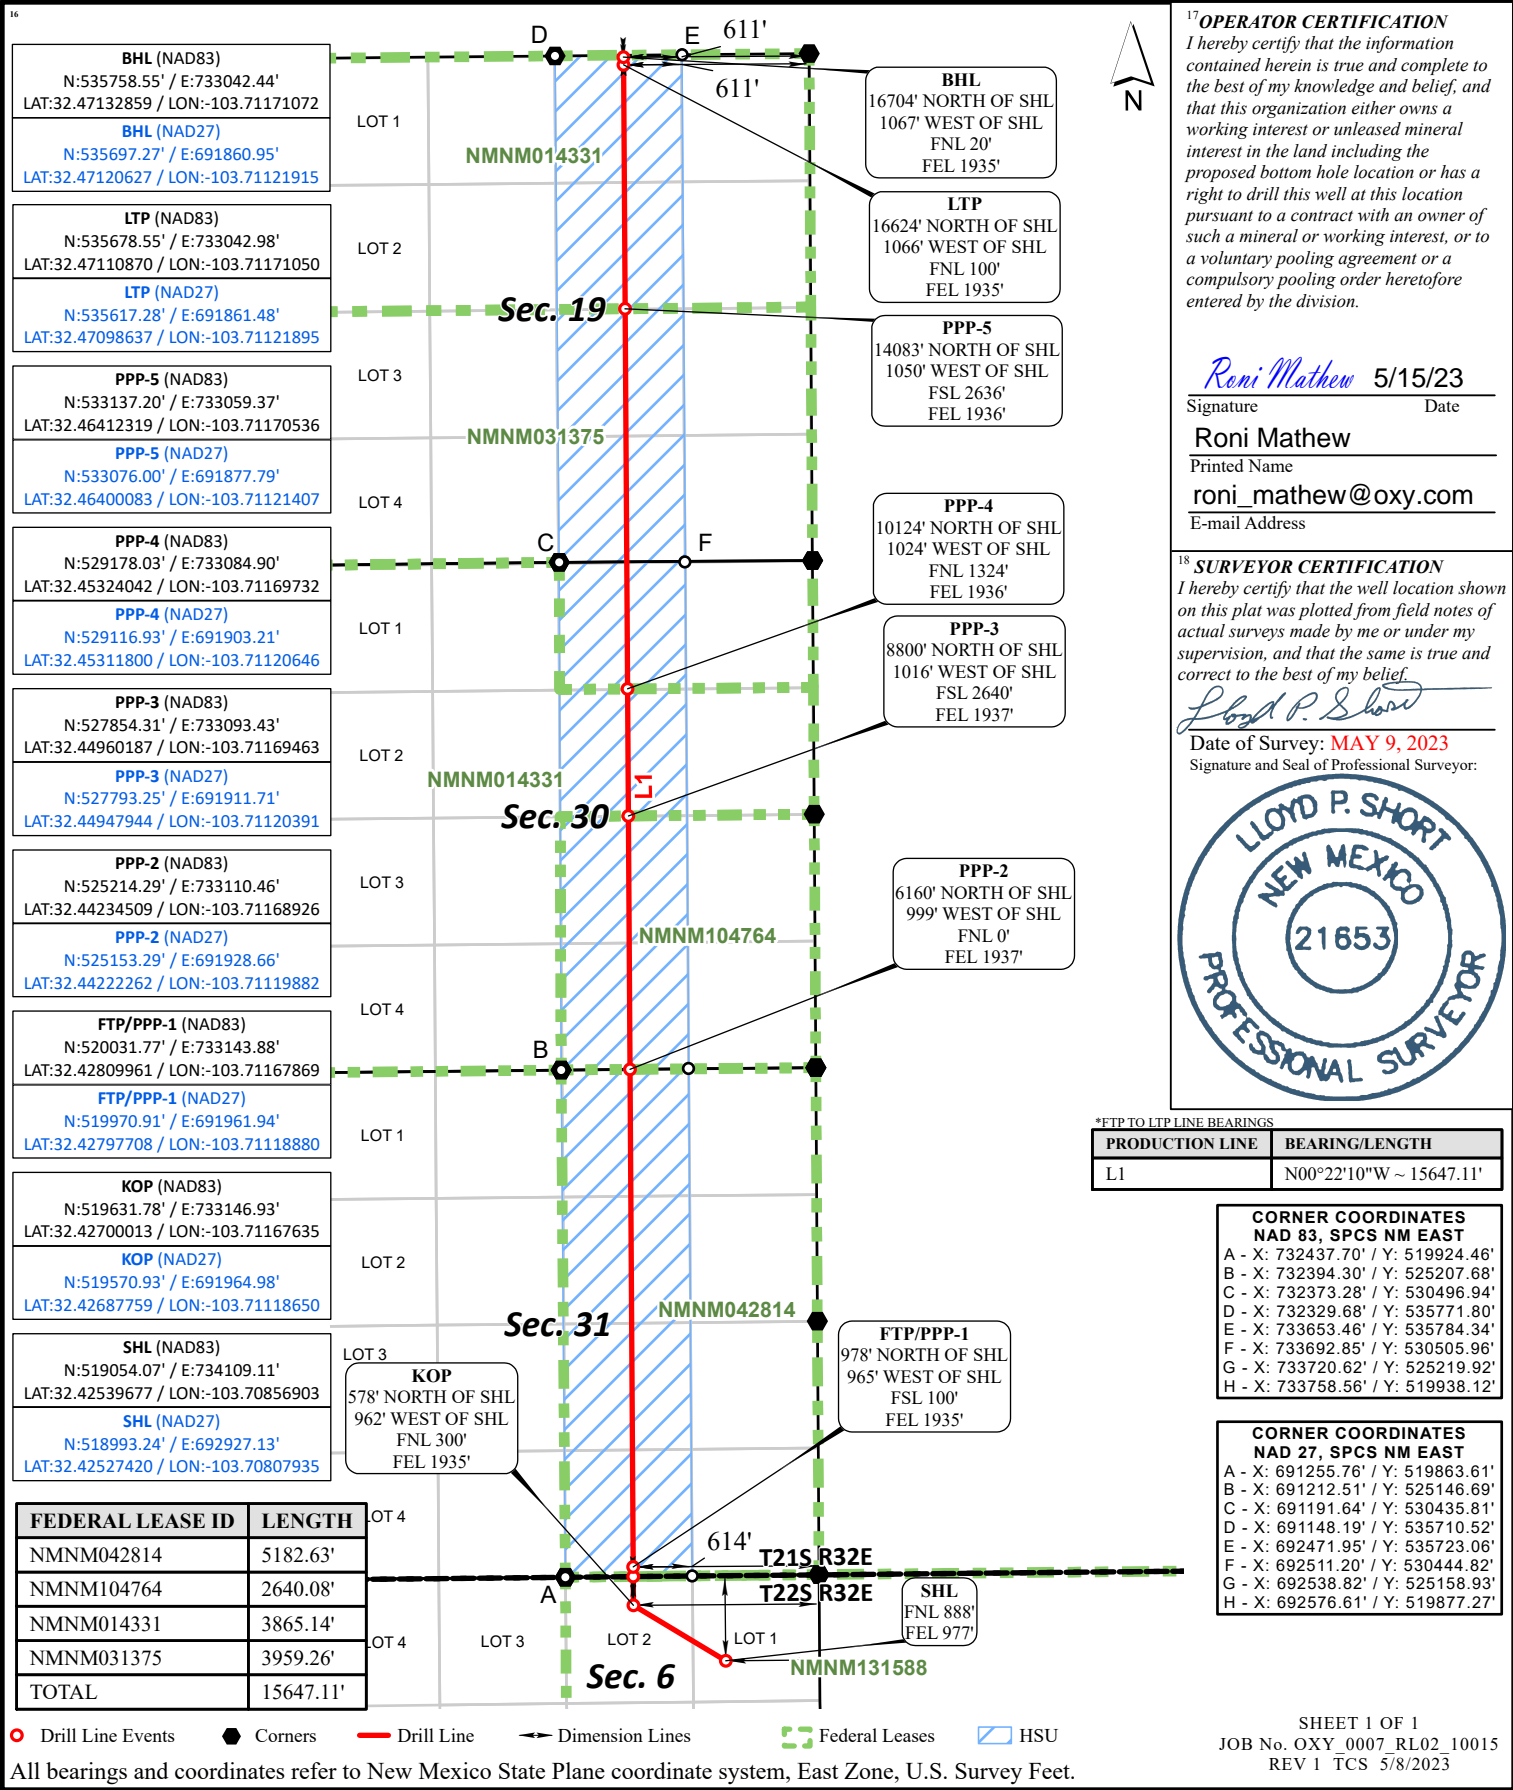 16
BHL (NAD83)
N:535758.55' / E:733042.44'
LAT:32.47132859 / LON:-103.71171072
BHL (NAD27)
N:535697.27' / E:691860.95'
LAT:32.47120627 / LON:-103.71121915
LTP (NAD83)
N:535678.55' / E:733042.98'
LAT:32.47110870 / LON:-103.71171050
LTP (NAD27)
N:535617.28' / E:691861.48'
LAT:32.47098637 / LON:-103.71121895
PPP-5 (NAD83)
N:533137.20' / E:733059.37'
LAT:32.46412319 / LON:-103.71170536
PPP-5 (NAD27)
N:533076.00' / E:691877.79'
LAT:32.46400083 / LON:-103.71121407
PPP-4 (NAD83)
N:529178.03' / E:733084.90'
LAT:32.45324042 / LON:-103.71169732
PPP-4 (NAD27)
N:529116.93' / E:691903.21'
LAT:32.45311800 / LON:-103.71120646
PPP-3 (NAD83)
N:527854.31' / E:733093.43'
LAT:32.44960187 / LON:-103.71169463
PPP-3 (NAD27)
N:527793.25' / E:691911.71'
LAT:32.44947944 / LON:-103.71120391
PPP-2 (NAD83)
N:525214.29' / E:733110.46'
LAT:32.44234509 / LON:-103.71168926
PPP-2 (NAD27)
N:525153.29' / E:691928.66'
LAT:32.44222262 / LON:-103.71119882
FTP/PPP-1 (NAD83)
N:520031.77' / E:733143.88'
LAT:32.42809961 / LON:-103.71167869
FTP/PPP-1 (NAD27)
N:519970.91' / E:691961.94'
LAT:32.42797708 / LON:-103.71118880
KOP (NAD83)
N:519631.78' / E:733146.93'
LAT:32.42700013 / LON:-103.71167635
KOP (NAD27)
N:519570.93' / E:691964.98'
LAT:32.42687759 / LON:-103.71118650
SHL (NAD83)
N:519054.07' / E:734109.11'
LAT:32.42539677 / LON:-103.70856903
SHL (NAD27)
N:518993.24' / E:692927.13'
LAT:32.42527420 / LON:-103.70807935
FEDERAL LEASE ID LENGTH
NMNM042814 5182.63'
NMNM104764 2640.08'
NMNM014331 3865.14'
NMNM031375 3959.26'
TOTAL 15647.11'
D
E
611'
611'
N
LOT 1
NMNM014331
LOT 2
Sec. 19
LOT 3
NMNM031375
LOT 4
C
F
LOT 1
LOT 2
NMNM014331
L1
Sec. 30
LOT 3
NMNM104764
LOT 4
B
LOT 1
LOT 2
NMNM042814
Sec. 31
LOT 3
LOT 4
614'
T21S R32E
T22S R32E
A
LOT 4
LOT 3
LOT 2
LOT 1
NMNM131588
Sec. 6
BHL
16704' NORTH OF SHL
1067' WEST OF SHL
FNL 20'
FEL 1935'
LTP
16624' NORTH OF SHL
1066' WEST OF SHL
FNL 100'
FEL 1935'
PPP-5
14083' NORTH OF SHL
1050' WEST OF SHL
FSL 2636'
FEL 1936'
PPP-4
10124' NORTH OF SHL
1024' WEST OF SHL
FNL 1324'
FEL 1936'
PPP-3
8800' NORTH OF SHL
1016' WEST OF SHL
FSL 2640'
FEL 1937'
PPP-2
6160' NORTH OF SHL
999' WEST OF SHL
FNL 0'
FEL 1937'
FTP/PPP-1
978' NORTH OF SHL
965' WEST OF SHL
FSL 100'
FEL 1935'
KOP
578' NORTH OF SHL
962' WEST OF SHL
FNL 300'
FEL 1935'
SHL
FNL 888'
FEL 977'
17 OPERATOR CERTIFICATION
I hereby certify that the information
contained herein is true and complete to
the best of my knowledge and belief, and
that this organization either owns a
working interest or unleased mineral
interest in the land including the
proposed bottom hole location or has a
right to drill this well at this location
pursuant to a contract with an owner of
such a mineral or working interest, or to
a voluntary pooling agreement or a
compulsory pooling order heretofore
entered by the division.
Roni Mathew 5/15/23
Signature Date
Roni Mathew
Printed Name
roni_mathew@oxy.com
E-mail Address
18 SURVEYOR CERTIFICATION
I hereby certify that the well location shown
on this plat was plotted from field notes of
actual surveys made by me or under my
supervision, and that the same is true and
correct to the best of my belief.
Lloyd P. Short
Date of Survey: MAY 9, 2023
Signature and Seal of Professional Surveyor:
LLOYD P. SHORT
NEW MEXICO
21653
PROFESSIONAL SURVEYOR
*FTP TO LTP LINE BEARINGS
PRODUCTION LINE BEARING/LENGTH
L1 N00°22'10"W ~ 15647.11'
CORNER COORDINATES
NAD 83, SPCS NM EAST
A - X: 732437.70' / Y: 519924.46'
B - X: 732394.30' / Y: 525207.68'
C - X: 732373.28' / Y: 530496.94'
D - X: 732329.68' / Y: 535771.80'
E - X: 733653.46' / Y: 535784.34'
F - X: 733692.85' / Y: 530505.96'
G - X: 733720.62' / Y: 525219.92'
H - X: 733758.56' / Y: 519938.12'
CORNER COORDINATES
NAD 27, SPCS NM EAST
A - X: 691255.76' / Y: 519863.61'
B - X: 691212.51' / Y: 525146.69'
C - X: 691191.64' / Y: 530435.81'
D - X: 691148.19' / Y: 535710.52'
E - X: 692471.95' / Y: 535723.06'
F - X: 692511.20' / Y: 530444.82'
G - X: 692538.82' / Y: 525158.93'
H - X: 692576.61' / Y: 519877.27'
Drill Line Events Corners Drill Line Dimension Lines Federal Leases HSU
All bearings and coordinates refer to New Mexico State Plane coordinate system, East Zone, U.S. Survey Feet.
SHEET 1 OF 1
JOB No. OXY_0007_RL02_10015
REV 1 TCS 5/8/2023